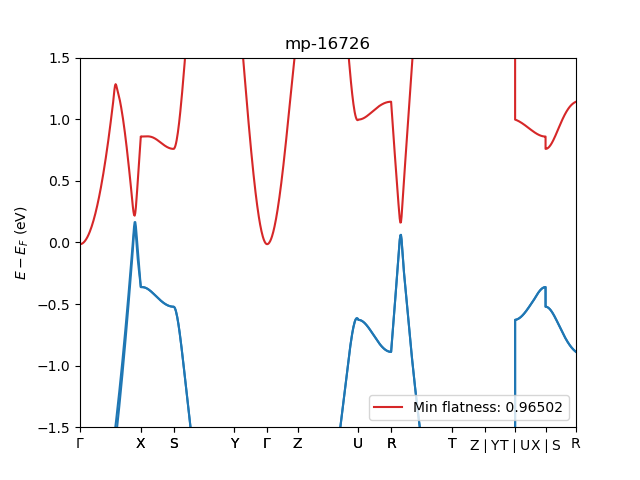 mp-16726
1.5
1.0
0.5
0.0
−0.5
−1.0
−1.5
E − E_F (eV)
Min flatness: 0.96502
Γ X S Y Γ Z U R T Z | YT | UX | S R